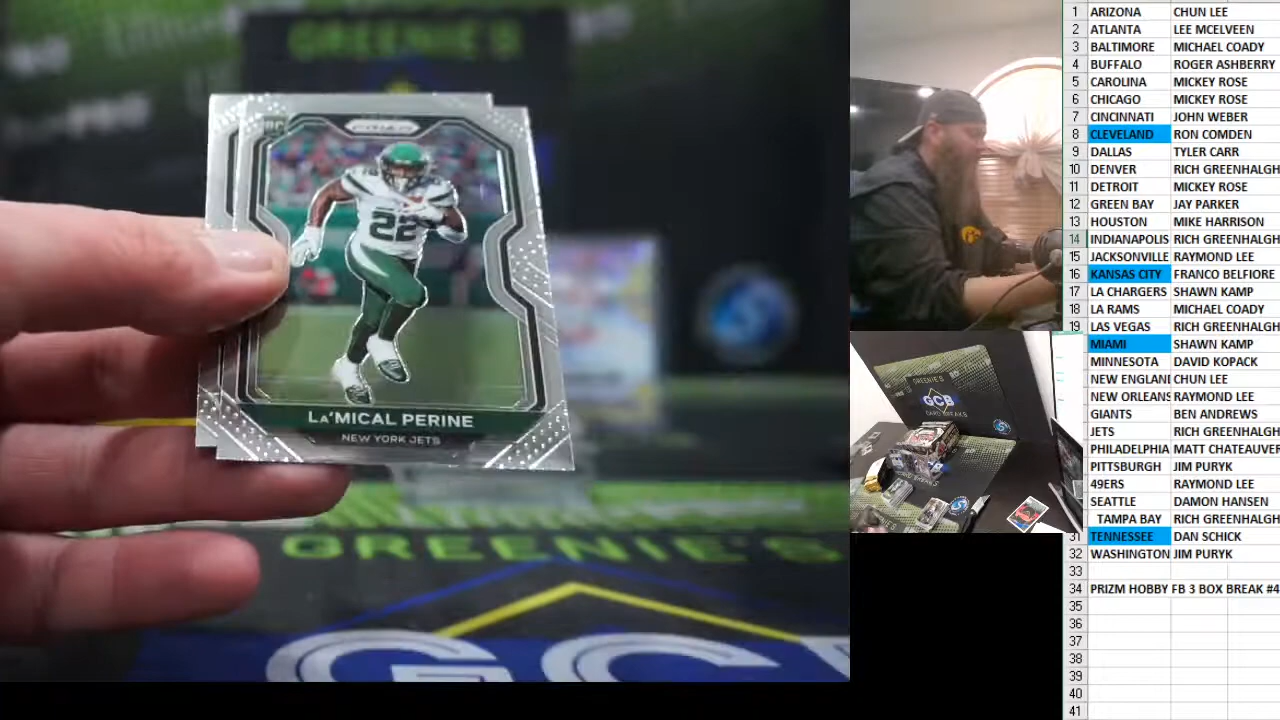 GREENIE'S
RC
PRIZM
22
LA'MICAL PERINE
NEW YORK JETS
GREENIE'S
GCB
GREENIE'S
GCB
CARD BREAKS
1 ARIZONA CHUN LEE
2 ATLANTA LEE MCELVEEN
3 BALTIMORE MICHAEL COADY
4 BUFFALO ROGER ASHBERRY
5 CAROLINA MICKEY ROSE
6 CHICAGO MICKEY ROSE
7 CINCINNATI JOHN WEBER
8 CLEVELAND RON COMDEN
9 DALLAS TYLER CARR
10 DENVER RICH GREENHALGH
11 DETROIT MICKEY ROSE
12 GREEN BAY JAY PARKER
13 HOUSTON MIKE HARRISON
14 INDIANAPOLIS RICH GREENHALGH
15 JACKSONVILLE RAYMOND LEE
16 KANSAS CITY FRANCO BELFIORE
17 LA CHARGERS SHAWN KAMP
18 LA RAMS MICHAEL COADY
19 LAS VEGAS RICH GREENHALGH
MIAMI SHAWN KAMP
MINNESOTA DAVID KOPACK
NEW ENGLAND CHUN LEE
NEW ORLEANS RAYMOND LEE
GIANTS BEN ANDREWS
JETS RICH GREENHALGH
PHILADELPHIA MATT CHATEAUVER
PITTSBURGH JIM PURYK
49ERS RAYMOND LEE
SEATTLE DAMON HANSEN
TAMPA BAY RICH GREENHALGH
31 TENNESSEE DAN SCHICK
32 WASHINGTON JIM PURYK
33
34 PRIZM HOBBY FB 3 BOX BREAK #4
35
36
37
38
39
40
41